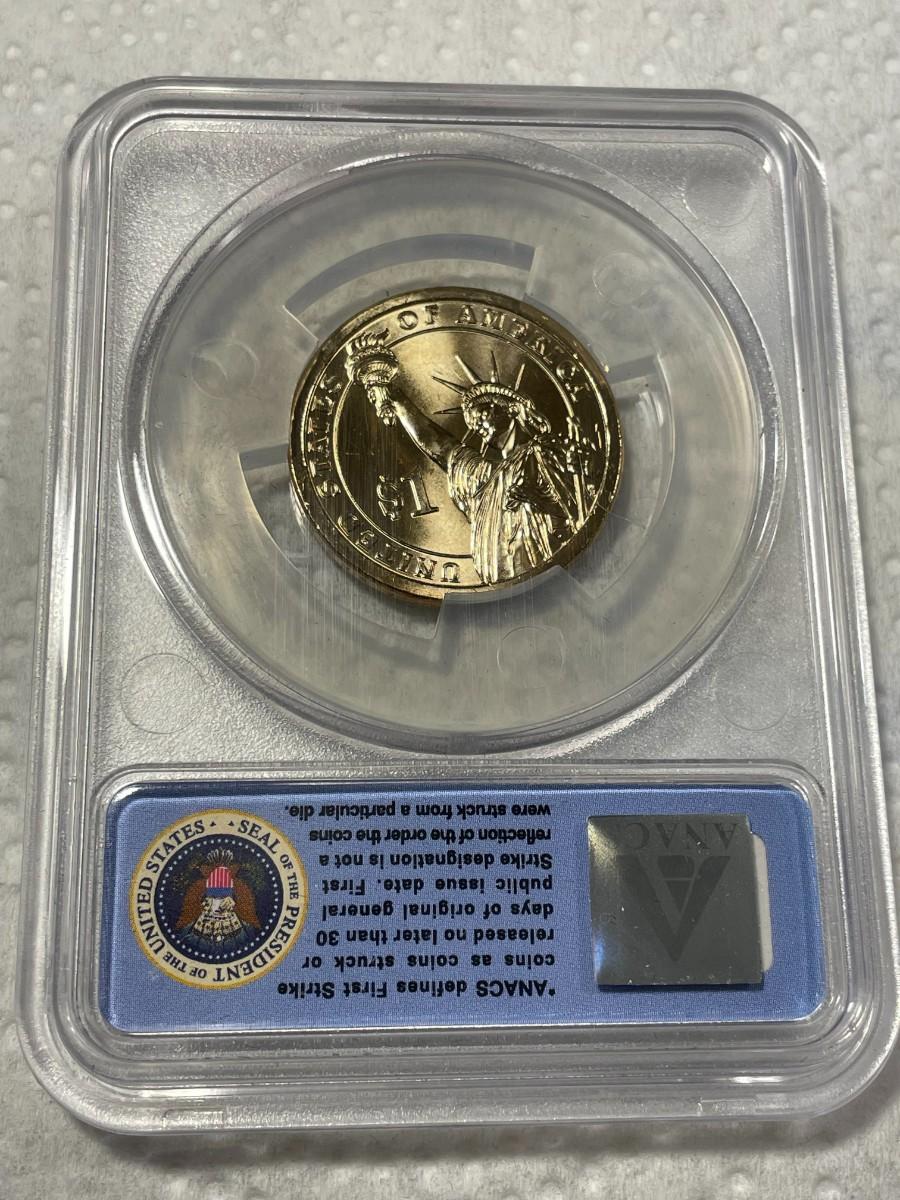 UNITED STATES OF AMERICA
$1
*ANACS defines First Strike
coins as coins struck or
released no later than 30
days of original general
public issue date. First
Strike designation is not a
reflection of the order the coins
were struck from a particular die.
SEAL OF THE PRESIDENT OF THE UNITED STATES
ANACS